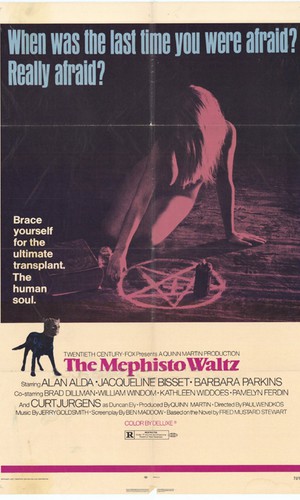 When was the last time you were afraid?
Really afraid?
Brace
yourself
for the
ultimate
transplant.
The
human
soul.
TWENTIETH CENTURY-FOX Presents A QUINN MARTIN PRODUCTION
The Mephisto Waltz
Starring ALAN ALDA · JACQUELINE BISSET · BARBARA PARKINS
Co-starring BRAD DILLMAN · WILLIAM WINDOM · KATHLEEN WIDDOES · PAMELYN FERDIN
And CURT JURGENS as Duncan Ely · Produced By QUINN MARTIN · Directed By PAUL WENDKOS
Music By JERRY GOLDSMITH · Screenplay By BEN MADDOW · Based on the Novel By FRED MUSTARD STEWART
COLOR BY DELUXE®
R RESTRICTED